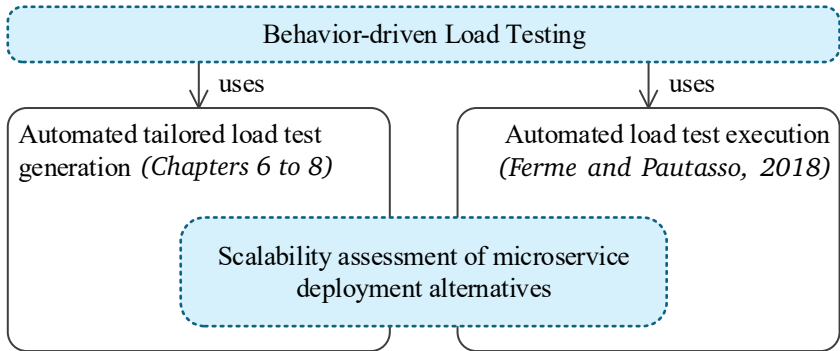 Behavior-driven Load Testing
uses
uses
Automated tailored load test
generation (Chapters 6 to 8)
Automated load test execution
(Ferme and Pautasso, 2018)
Scalability assessment of microservice
deployment alternatives